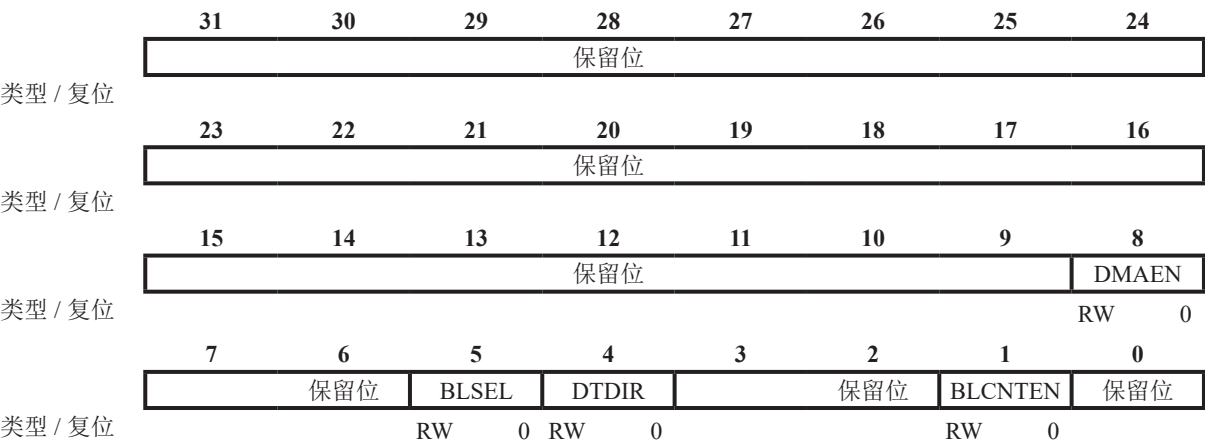 31 30 29 28 27 26 25 24
保留位
类型 / 复位
23 22 21 20 19 18 17 16
保留位
类型 / 复位
15 14 13 12 11 10 9 8
保留位 DMAEN
类型 / 复位 RW 0
7 6 5 4 3 2 1 0
保留位 BLSEL DTDIR 保留位 BLCNTEN 保留位
类型 / 复位 RW 0 RW 0 RW 0